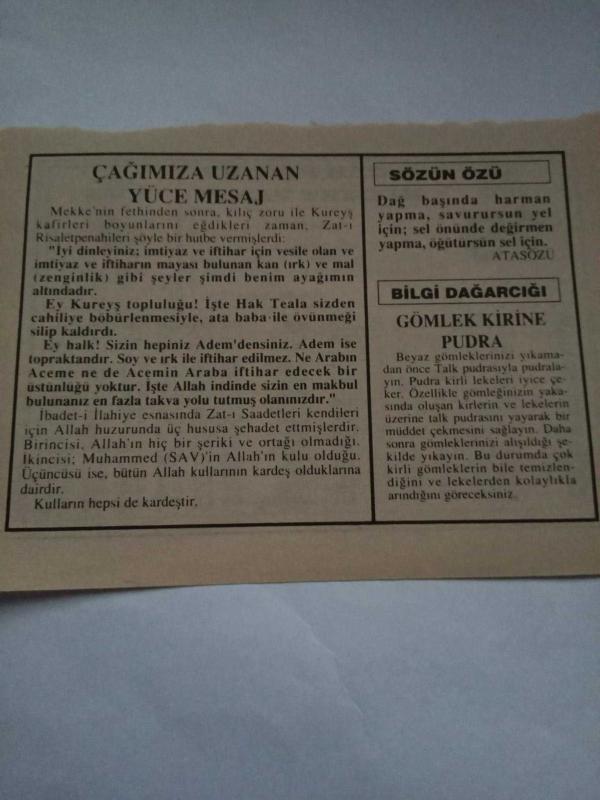 ÇAĞIMIZA UZANAN
YÜCE MESAJ
Mekke'nin fethinden sonra, kılıç zoru ile Kureyş
kafirleri boyunlarını eğdikleri zaman, Zat-ı
Risaletpenahileri şöyle bir hutbe vermişlerdi:
"İyi dinleyiniz; imtiyaz ve iftihar için vesile olan ve
imtiyaz ve iftiharın mayası bulunan kan (ırk) ve mal
(zenginlik) gibi şeyler şimdi benim ayağımın
altındadır.
Ey Kureyş topluluğu! İşte Hak Teala sizden
cahiliye böbürlenmesiyle, ata baba ile övünmeği
silip kaldırdı.
Ey halk! Sizin hepiniz Adem'densiniz. Adem ise
topraktandır. Soy ve ırk ile iftihar edilmez. Ne Arabın
Aceme ne de Acemin Araba iftihar edecek bir
üstünlüğü yoktur. İşte Allah indinde sizin en makbul
bulunanız en fazla takva yolu tutmuş olanınızdır."
İbadet-i İlahiye esnasında Zat-ı Saadetleri kendileri
için Allah huzurunda üç hususa şehadet ettmişlerdir.
Birincisi, Allah'ın hiç bir şeriki ve ortağı olmadığı.
İkincisi; Muhammed (SAV)'in Allah'ın kulu olduğu.
Üçüncüsü ise, bütün Allah kullarının kardeş olduklarına
dairdir.
Kulların hepsi de kardeştir.
SÖZÜN ÖZÜ
Dağ başında harman
yapma, savurursun yel
için; sel önünde değirmen
yapma, öğütürsün sel için.
ATASÖZÜ
BİLGİ DAĞARCIĞI
GÖMLEK KİRİNE
PUDRA
Beyaz gömleklerinizi yıkama-
dan önce Talk pudrasıyla pudrala-
yın. Pudra kirli lekeleri iyice çe-
ker. Özellikle gömleğinizin yaka-
sında oluşan kirlerin ve lekelerin
üzerine talk pudrasını yayarak bir
müddet çekmesini sağlayın. Daha
sonra gömleklerinizi alışıldığı şe-
kilde yıkayın. Bu durumda çok
kirli gömleklerin bile temizlen-
diğini ve lekelerden kolaylıkla
arındığını göreceksiniz.